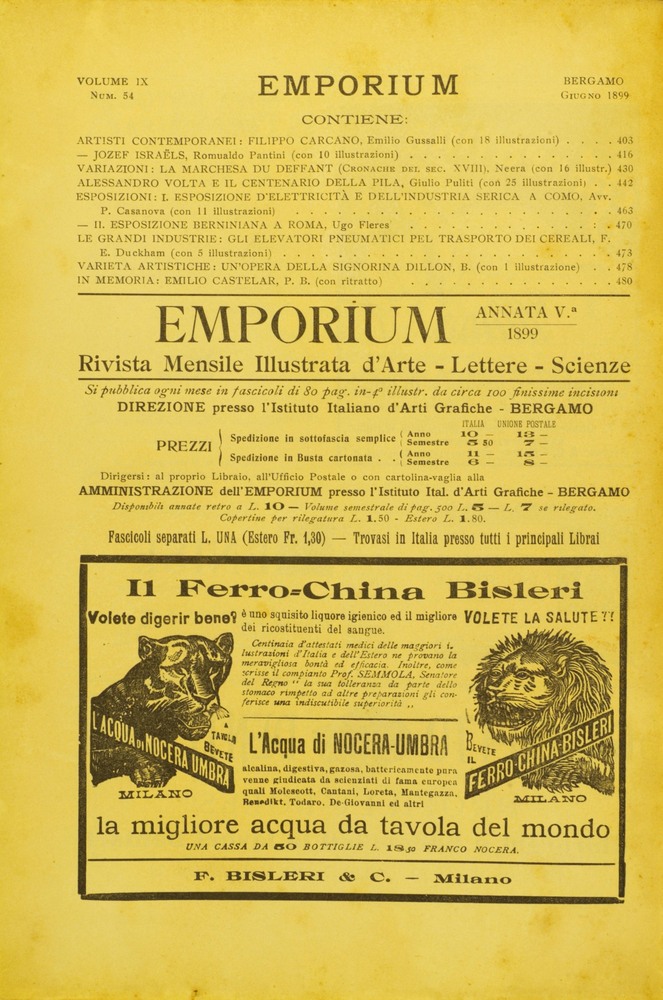 VOLUME IX
Num. 54
EMPORIUM
BERGAMO
Giugno 1899
CONTIENE:
ARTISTI CONTEMPORANEI: FILIPPO CARCANO, Emilio Gussalli (con 18 illustrazioni) . . . . 403
— JOZEF ISRAËLS, Romualdo Pantini (con 10 illustrazioni) . . . . . . . . . . . . . . 416
VARIAZIONI: LA MARCHESA DU DEFFANT (Cronache del sec. XVIII), Neera (con 16 illustr.) 430
ALESSANDRO VOLTA E IL CENTENARIO DELLA PILA, Giulio Puliti (con 25 illustrazioni) . . 442
ESPOSIZIONI: I. ESPOSIZIONE D'ELETTRICITÀ E DELL'INDUSTRIA SERICA A COMO, Avv.
P. Casanova (con 11 illustrazioni) . . . . . . . . . . . . . . . . . . . . . 463
— II. ESPOSIZIONE BERNINIANA A ROMA, Ugo Fleres . . . . . . . . . . . . . . 470
LE GRANDI INDUSTRIE: GLI ELEVATORI PNEUMATICI PEL TRASPORTO DEI CEREALI, F.
E. Duckham (con 5 illustrazioni) . . . . . . . . . . . . . . . . . . . . . . 473
VARIETA ARTISTICHE: UN'OPERA DELLA SIGNORINA DILLON, B. (con 1 illustrazione) . . 478
IN MEMORIA: EMILIO CASTELAR, P. B. (con ritratto) . . . . . . . . . . . . . . 480
EMPORIUM
ANNATA V.ª
1899
Rivista Mensile Illustrata d'Arte - Lettere - Scienze
Si pubblica ogni mese in fascicoli di 80 pag. in-4º illustr. da circa 100 finissime incisioni
DIREZIONE presso l'Istituto Italiano d'Arti Grafiche - BERGAMO
ITALIA UNIONE POSTALE
PREZZI
Spedizione in sottofascia semplice
Anno 10 — 13 —
Semestre 5 50 7 —
Spedizione in Busta cartonata . .
Anno 11 — 15 —
Semestre 6 — 8 —
Dirigersi: al proprio Libraio, all'Ufficio Postale o con cartolina-vaglia alla
AMMINISTRAZIONE dell'EMPORIUM presso l'Istituto Ital. d'Arti Grafiche - BERGAMO
Disponibili annate retro a L. 10 — Volume semestrale di pag. 500 L. 5 — L. 7 se rilegato.
Copertine per rilegatura L. 1.50 - Estero L. 1.80.
Fascicoli separati L. UNA (Estero Fr. 1,30) — Trovasi in Italia presso tutti i principali Librai
Il Ferro=China Bisleri
Volete digerir bene?
è uno squisito liquore igienico ed il migliore
dei ricostituenti del sangue.
VOLETE LA SALUTE??
Centinaia d'attestati medici delle maggiori i-
lustrazioni d'Italia e dell'Estero ne provano la
meravigliosa bontà ed efficacia. Inoltre, come
scrisse il compianto Prof. SEMMOLA, Senatore
del Regno “ la sua tolleranza da parte dello
stomaco rimpetto ad altre preparazioni gli con-
ferisce una indiscutibile superiorità „
L'ACQUA DI NOCERA UMBRA
A TAVOLA
BEVETE
MILANO
L'Acqua di NOCERA-UMBRA
alcalina, digestiva, gazosa, battericamente pura
venne giudicata da scienziati di fama europea
quali Molescott, Cantani, Loreta, Mantegazza,
Benedikt, Todaro, De-Giovanni ed altri
BEVETE
IL
FERRO-CHINA-BISLERI
MILANO
la migliore acqua da tavola del mondo
UNA CASSA DA 50 BOTTIGLIE L. 18.50 FRANCO NOCERA.
F. BISLERI & C. — Milano